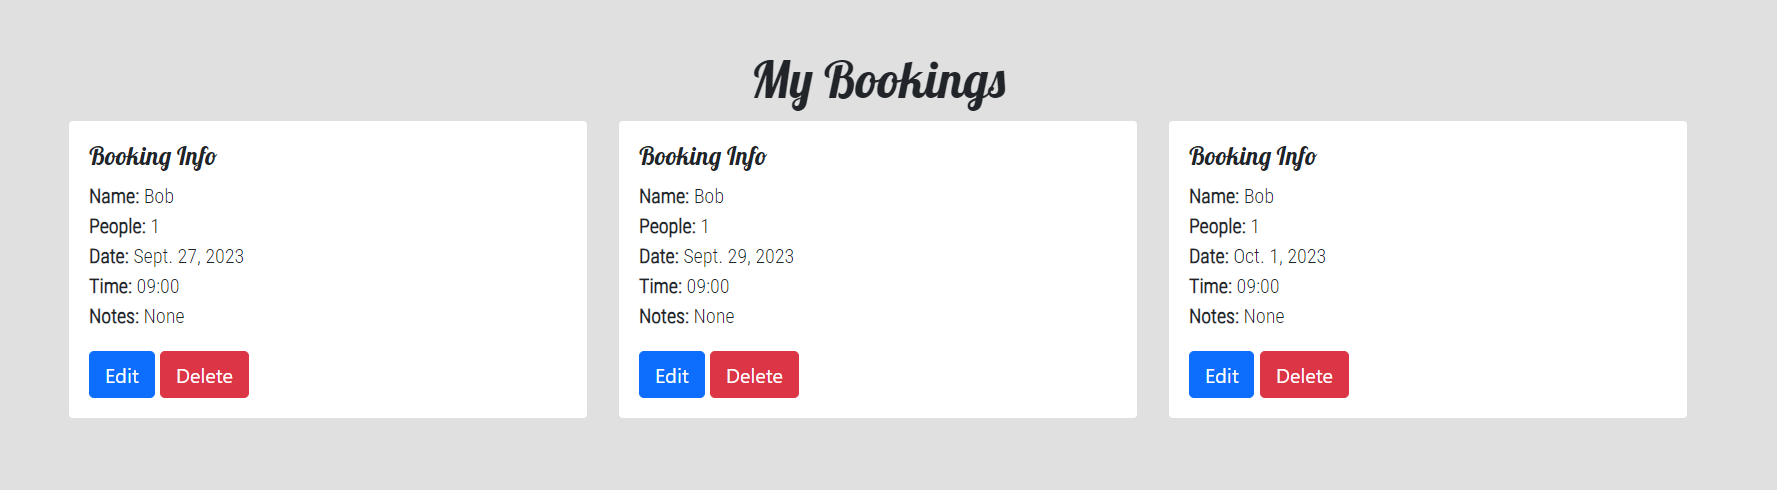 My Bookings
Booking Info
Name: Bob
People: 1
Date: Sept. 27, 2023
Time: 09:00
Notes: None
Edit Delete
Booking Info
Name: Bob
People: 1
Date: Sept. 29, 2023
Time: 09:00
Notes: None
Edit Delete
Booking Info
Name: Bob
People: 1
Date: Oct. 1, 2023
Time: 09:00
Notes: None
Edit Delete